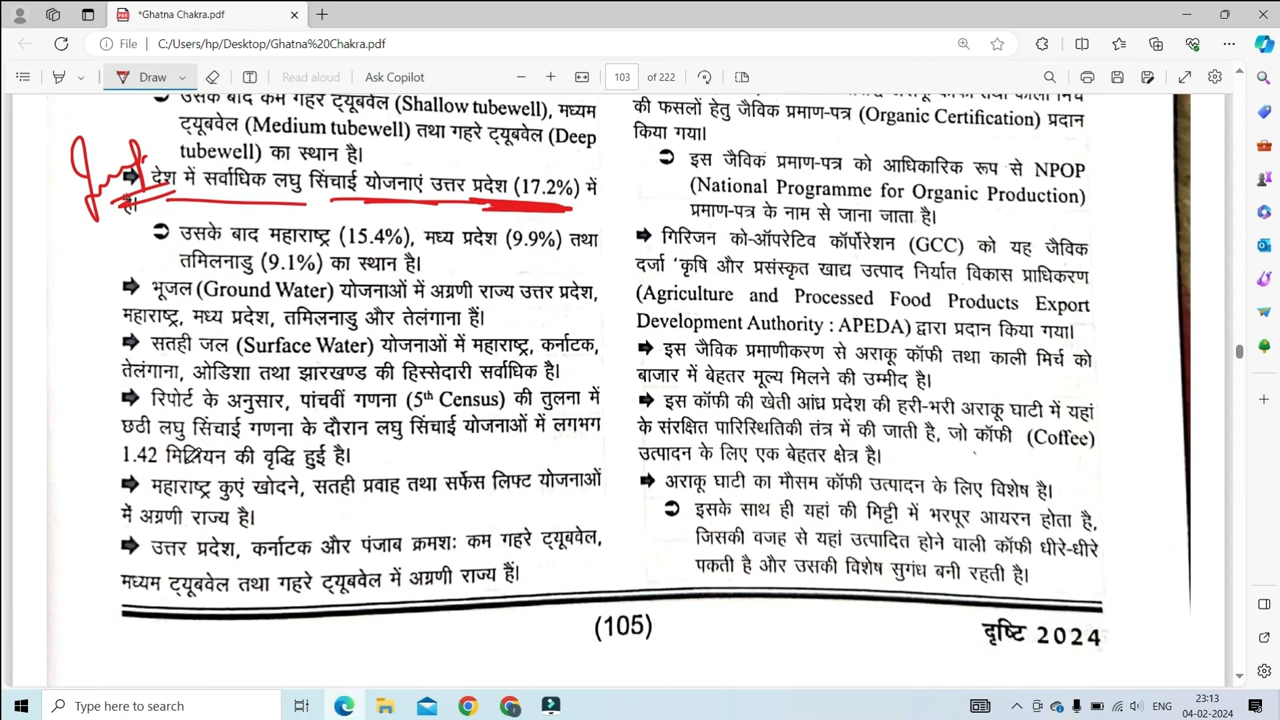 *Ghatna Chakra.pdf
File
C:/Users/hp/Desktop/Ghatna%20Chakra.pdf
Draw
Read aloud
Ask Copilot
103
of 222
उसके बाद कम गहरे ट्यूबवेल (Shallow tubewell), मध्यम
ट्यूबवेल (Medium tubewell) तथा गहरे ट्यूबवेल (Deep
tubewell) का स्थान है।
देश में सर्वाधिक लघु सिंचाई योजनाएं उत्तर प्रदेश (17.2%) में
हैं।
उसके बाद महाराष्ट्र (15.4%), मध्य प्रदेश (9.9%) तथा
तमिलनाडु (9.1%) का स्थान है।
भूजल (Ground Water) योजनाओं में अग्रणी राज्य उत्तर प्रदेश,
महाराष्ट्र, मध्य प्रदेश, तमिलनाडु और तेलंगाना हैं।
सतही जल (Surface Water) योजनाओं में महाराष्ट्र, कर्नाटक,
तेलंगाना, ओडिशा तथा झारखण्ड की हिस्सेदारी सर्वाधिक है।
रिपोर्ट के अनुसार, पांचवीं गणना (5th Census) की तुलना में
छठी लघु सिंचाई गणना के दौरान लघु सिंचाई योजनाओं में लगभग
1.42 मिलियन की वृद्धि हुई है।
महाराष्ट्र कुएं खोदने, सतही प्रवाह तथा सर्फेस लिफ्ट योजनाओं
में अग्रणी राज्य है।
उत्तर प्रदेश, कर्नाटक और पंजाब क्रमशः कम गहरे ट्यूबवेल,
मध्यम ट्यूबवेल तथा गहरे ट्यूबवेल में अग्रणी राज्य हैं।
की फसलों हेतु जैविक प्रमाण-पत्र (Organic Certification) प्रदान
किया गया।
इस जैविक प्रमाण-पत्र को आधिकारिक रूप से NPOP
(National Programme for Organic Production)
प्रमाण-पत्र के नाम से जाना जाता है।
गिरिजन को-ऑपरेटिव कॉर्पोरेशन (GCC) को यह जैविक
दर्जा 'कृषि और प्रसंस्कृत खाद्य उत्पाद निर्यात विकास प्राधिकरण
(Agriculture and Processed Food Products Export
Development Authority : APEDA) द्वारा प्रदान किया गया।
इस जैविक प्रमाणीकरण से अराकू कॉफी तथा काली मिर्च को
बाजार में बेहतर मूल्य मिलने की उम्मीद है।
इस कॉफी की खेती आंध्र प्रदेश की हरी-भरी अराकू घाटी में यहां
के संरक्षित पारिस्थितिकी तंत्र में की जाती है, जो कॉफी (Coffee)
उत्पादन के लिए एक बेहतर क्षेत्र है।
अराकू घाटी का मौसम कॉफी उत्पादन के लिए विशेष है।
इसके साथ ही यहां की मिट्टी में भरपूर आयरन होता है,
जिसकी वजह से यहां उत्पादित होने वाली कॉफी धीरे-धीरे
पकती है और उसकी विशेष सुगंध बनी रहती है।
(105)
दृष्टि 2024
Type here to search
ENG
23:13
04-02-2024